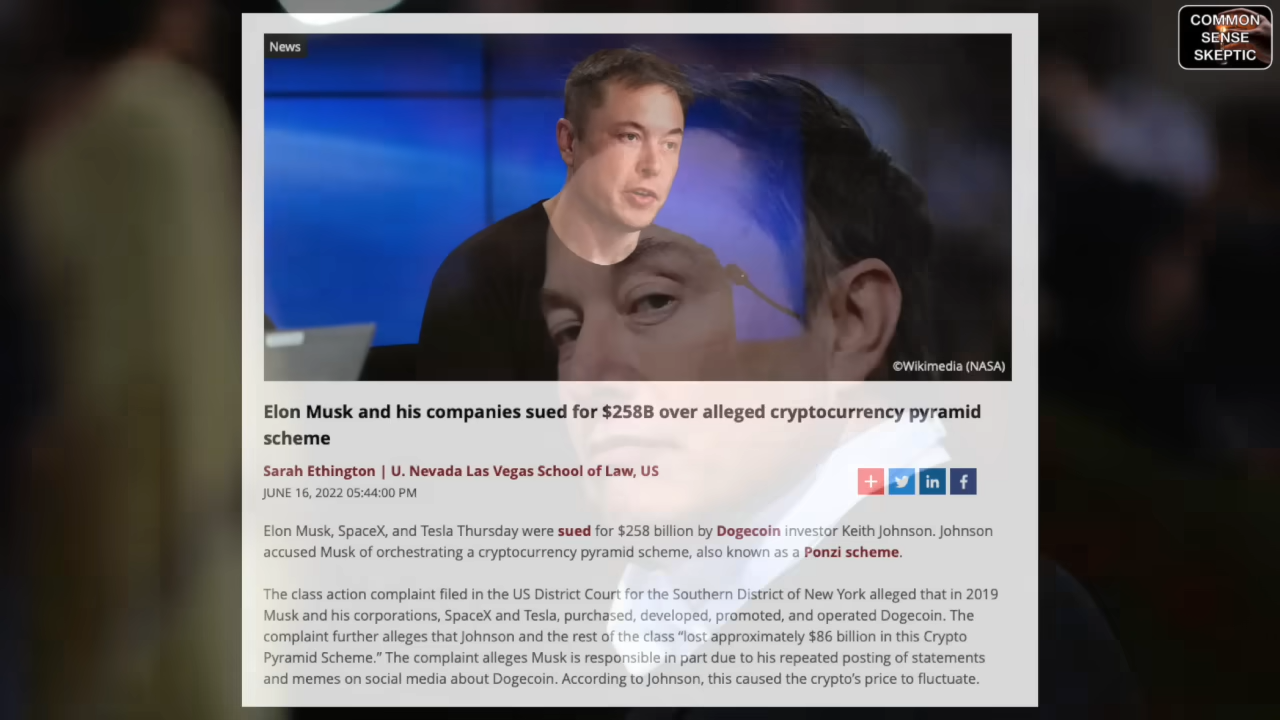 COMMON
SENSE
SKEPTIC
News
©Wikimedia (NASA)
Elon Musk and his companies sued for $258B over alleged cryptocurrency pyramid
scheme
Sarah Ethington | U. Nevada Las Vegas School of Law, US
JUNE 16, 2022 05:44:00 PM
Elon Musk, SpaceX, and Tesla Thursday were sued for $258 billion by Dogecoin investor Keith Johnson. Johnson
accused Musk of orchestrating a cryptocurrency pyramid scheme, also known as a Ponzi scheme.
The class action complaint filed in the US District Court for the Southern District of New York alleged that in 2019
Musk and his corporations, SpaceX and Tesla, purchased, developed, promoted, and operated Dogecoin. The
complaint further alleges that Johnson and the rest of the class “lost approximately $86 billion in this Crypto
Pyramid Scheme.” The complaint alleges Musk is responsible in part due to his repeated posting of statements
and memes on social media about Dogecoin. According to Johnson, this caused the crypto’s price to fluctuate.